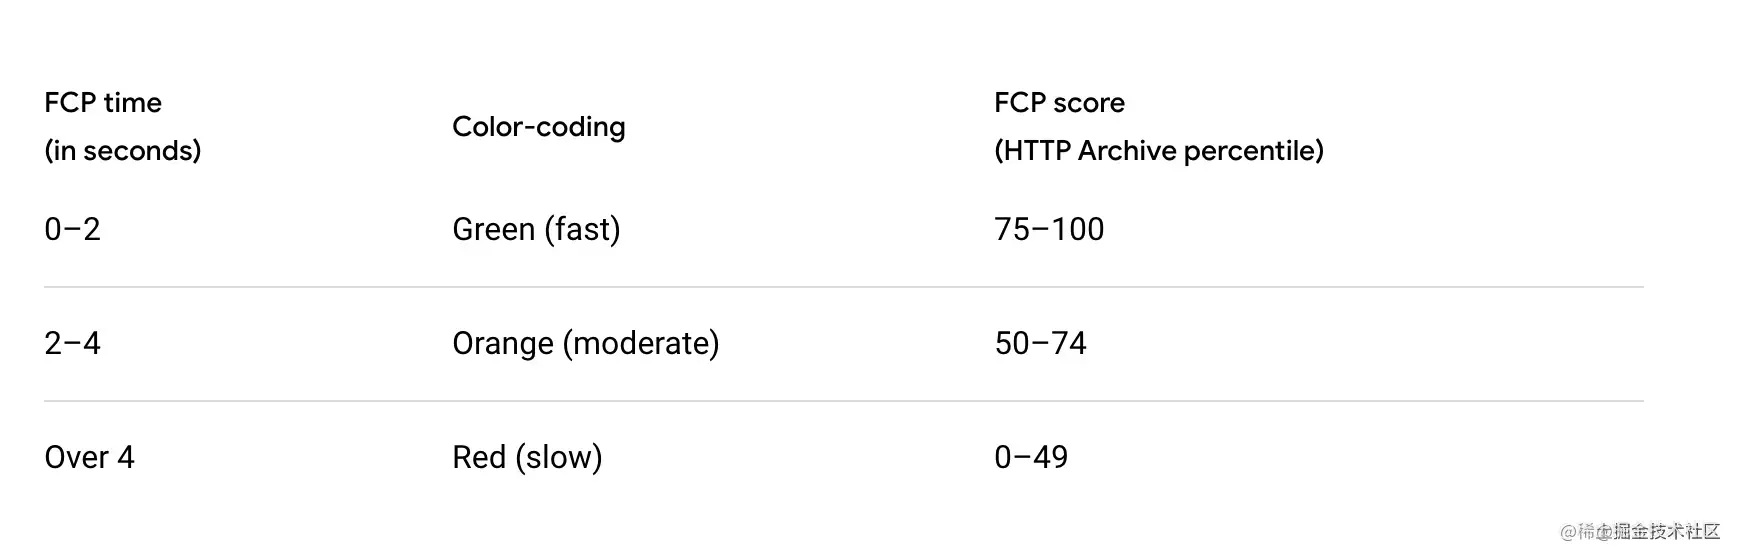 FCP time
(in seconds)
Color-coding
FCP score
(HTTP Archive percentile)
0–2
Green (fast)
75–100
2–4
Orange (moderate)
50–74
Over 4
Red (slow)
0–49
@稀土掘金技术社区